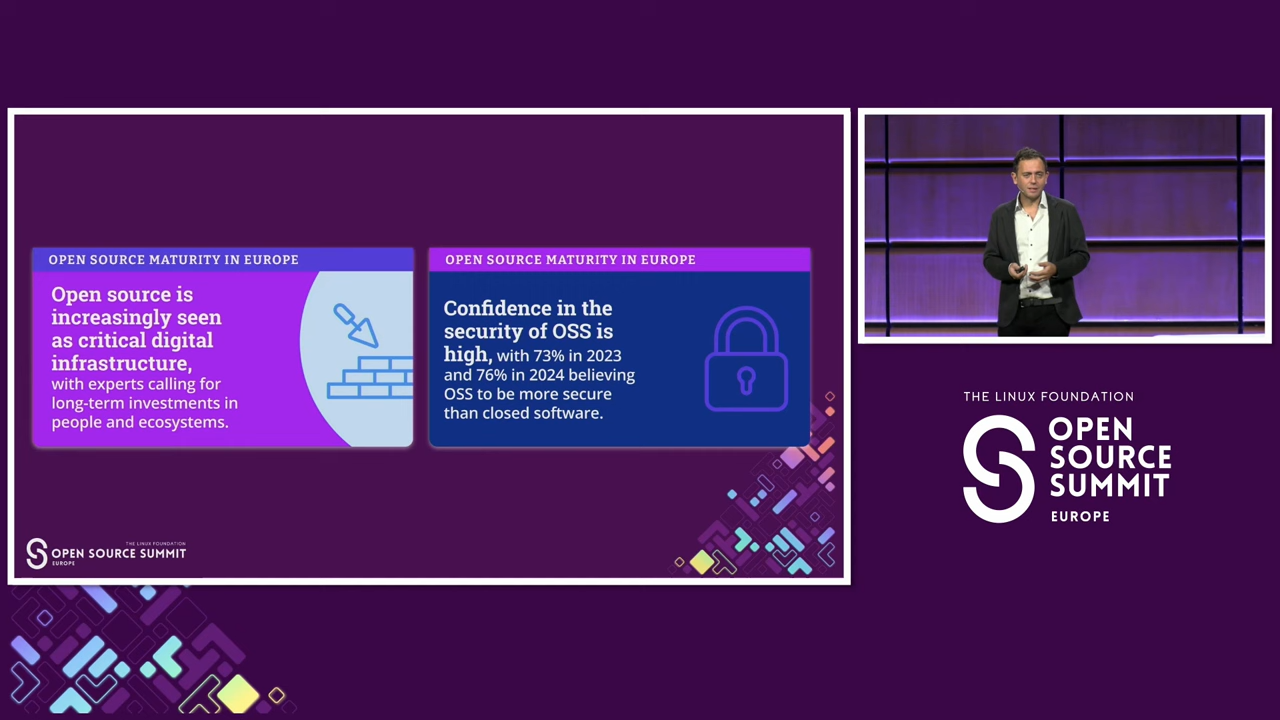 OPEN SOURCE MATURITY IN EUROPE
Open source is
increasingly seen
as critical digital
infrastructure,
with experts calling for
long-term investments in
people and ecosystems.
OPEN SOURCE MATURITY IN EUROPE
Confidence in the
security of OSS is
high, with 73% in 2023
and 76% in 2024 believing
OSS to be more secure
than closed software.
THE LINUX FOUNDATION
OPEN SOURCE SUMMIT
EUROPE
THE LINUX FOUNDATION
OPEN
SOURCE
SUMMIT
EUROPE